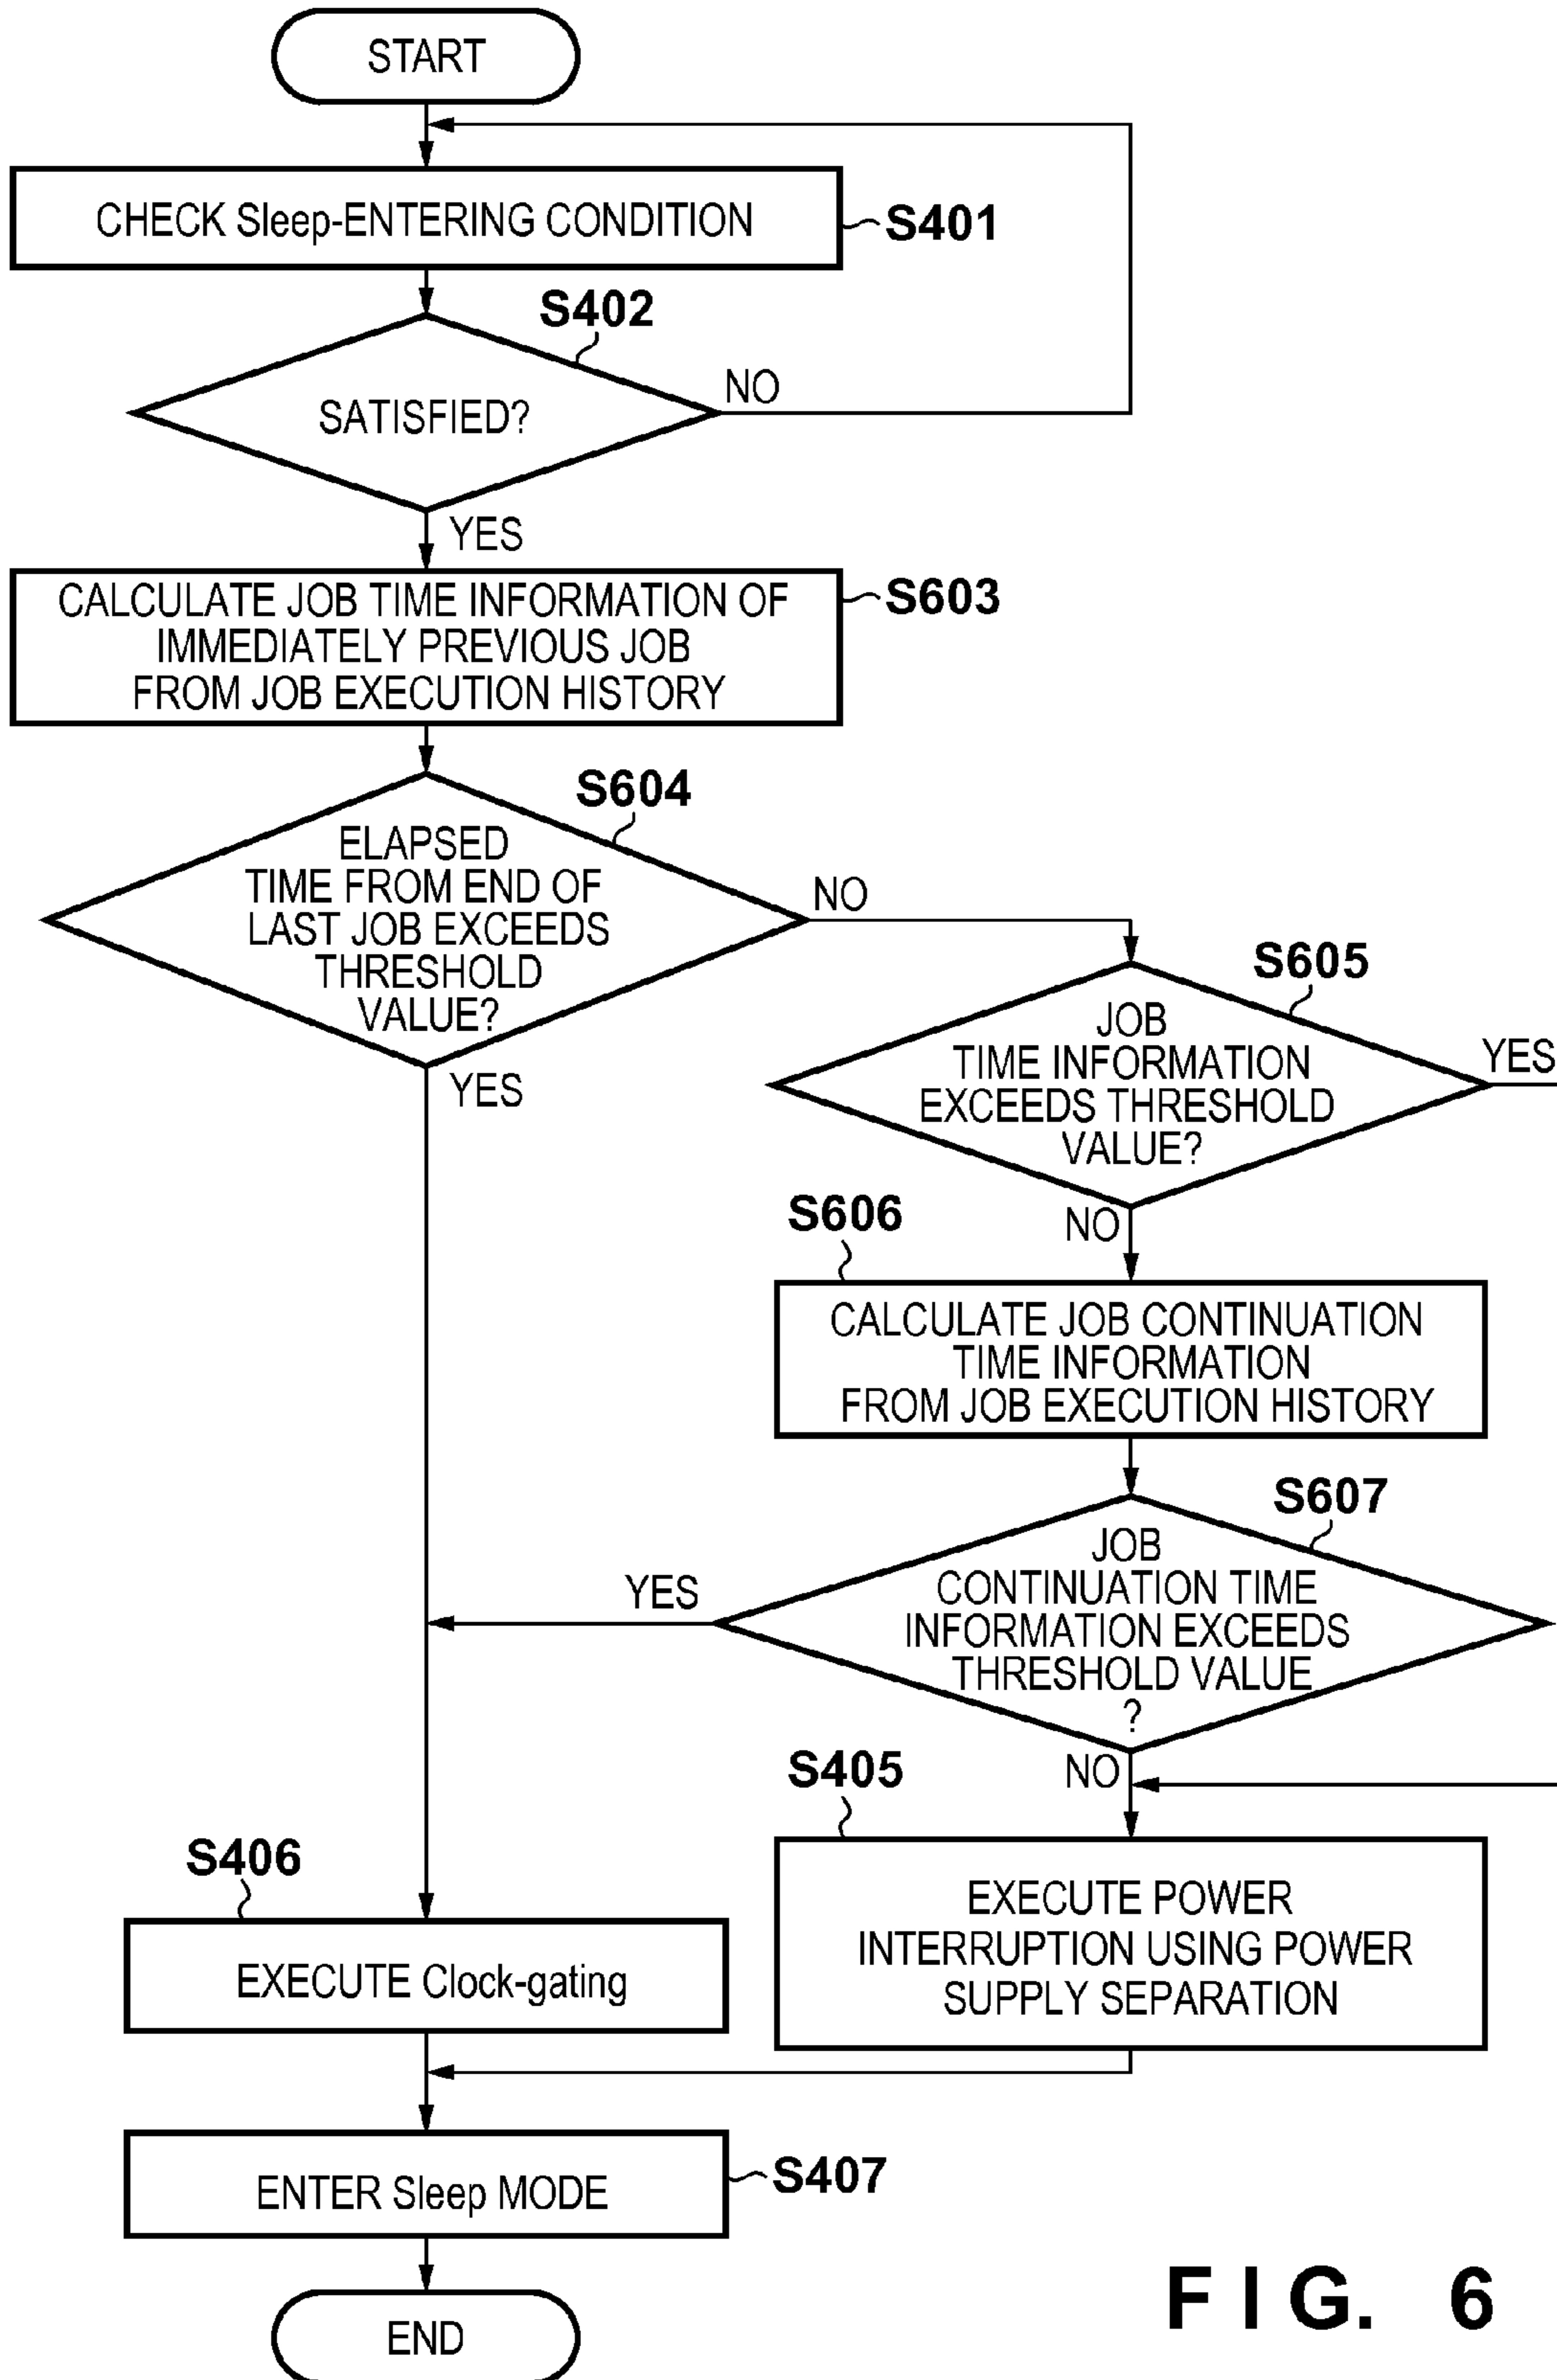 START
CHECK Sleep-ENTERING CONDITION
S401
S402
SATISFIED?
NO
YES
CALCULATE JOB TIME INFORMATION OF
IMMEDIATELY PREVIOUS JOB
FROM JOB EXECUTION HISTORY
S603
S604
ELAPSED
TIME FROM END OF
LAST JOB EXCEEDS
THRESHOLD
VALUE?
NO
YES
S605
JOB
TIME INFORMATION
EXCEEDS THRESHOLD
VALUE?
YES
NO
S606
CALCULATE JOB CONTINUATION
TIME INFORMATION
FROM JOB EXECUTION HISTORY
S607
JOB
CONTINUATION TIME
INFORMATION EXCEEDS
THRESHOLD VALUE
?
YES
NO
S405
EXECUTE POWER
INTERRUPTION USING POWER
SUPPLY SEPARATION
S406
EXECUTE Clock-gating
ENTER Sleep MODE
S407
END
FIG. 6